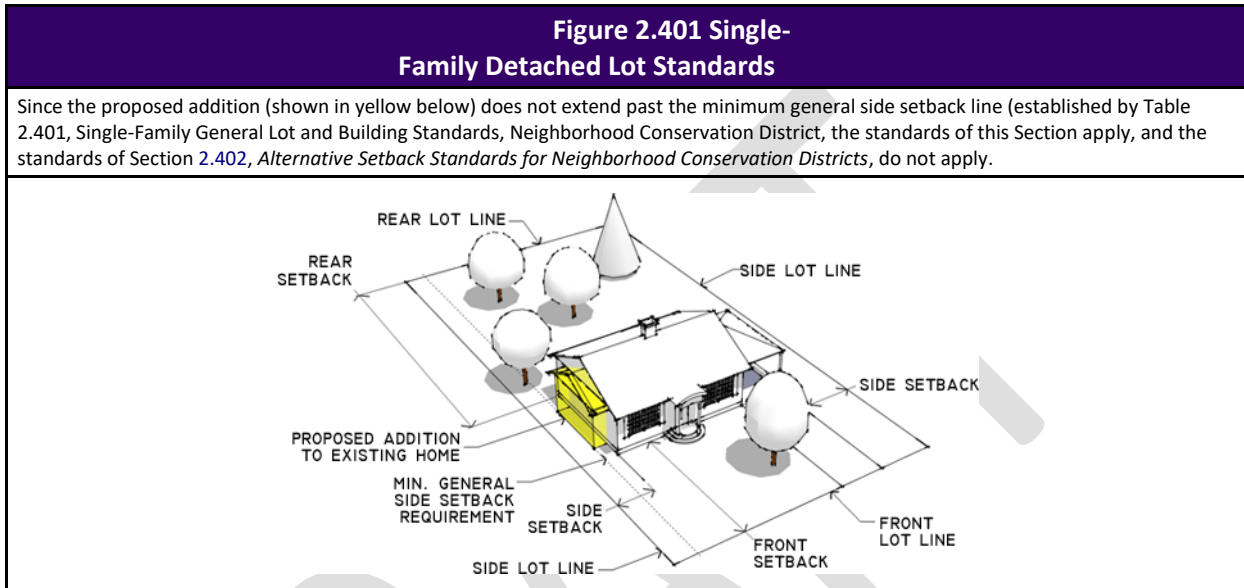 Figure 2.401 Single-
Family Detached Lot Standards
Since the proposed addition (shown in yellow below) does not extend past the minimum general side setback line (established by Table
2.401, Single-Family General Lot and Building Standards, Neighborhood Conservation District, the standards of this Section apply, and the
standards of Section 2.402, Alternative Setback Standards for Neighborhood Conservation Districts, do not apply.
REAR LOT LINE
REAR
SETBACK
SIDE LOT LINE
SIDE SETBACK
PROPOSED ADDITION
TO EXISTING HOME
MIN. GENERAL
SIDE SETBACK
REQUIREMENT
SIDE
SETBACK
FRONT
LOT LINE
FRONT
SETBACK
SIDE LOT LINE